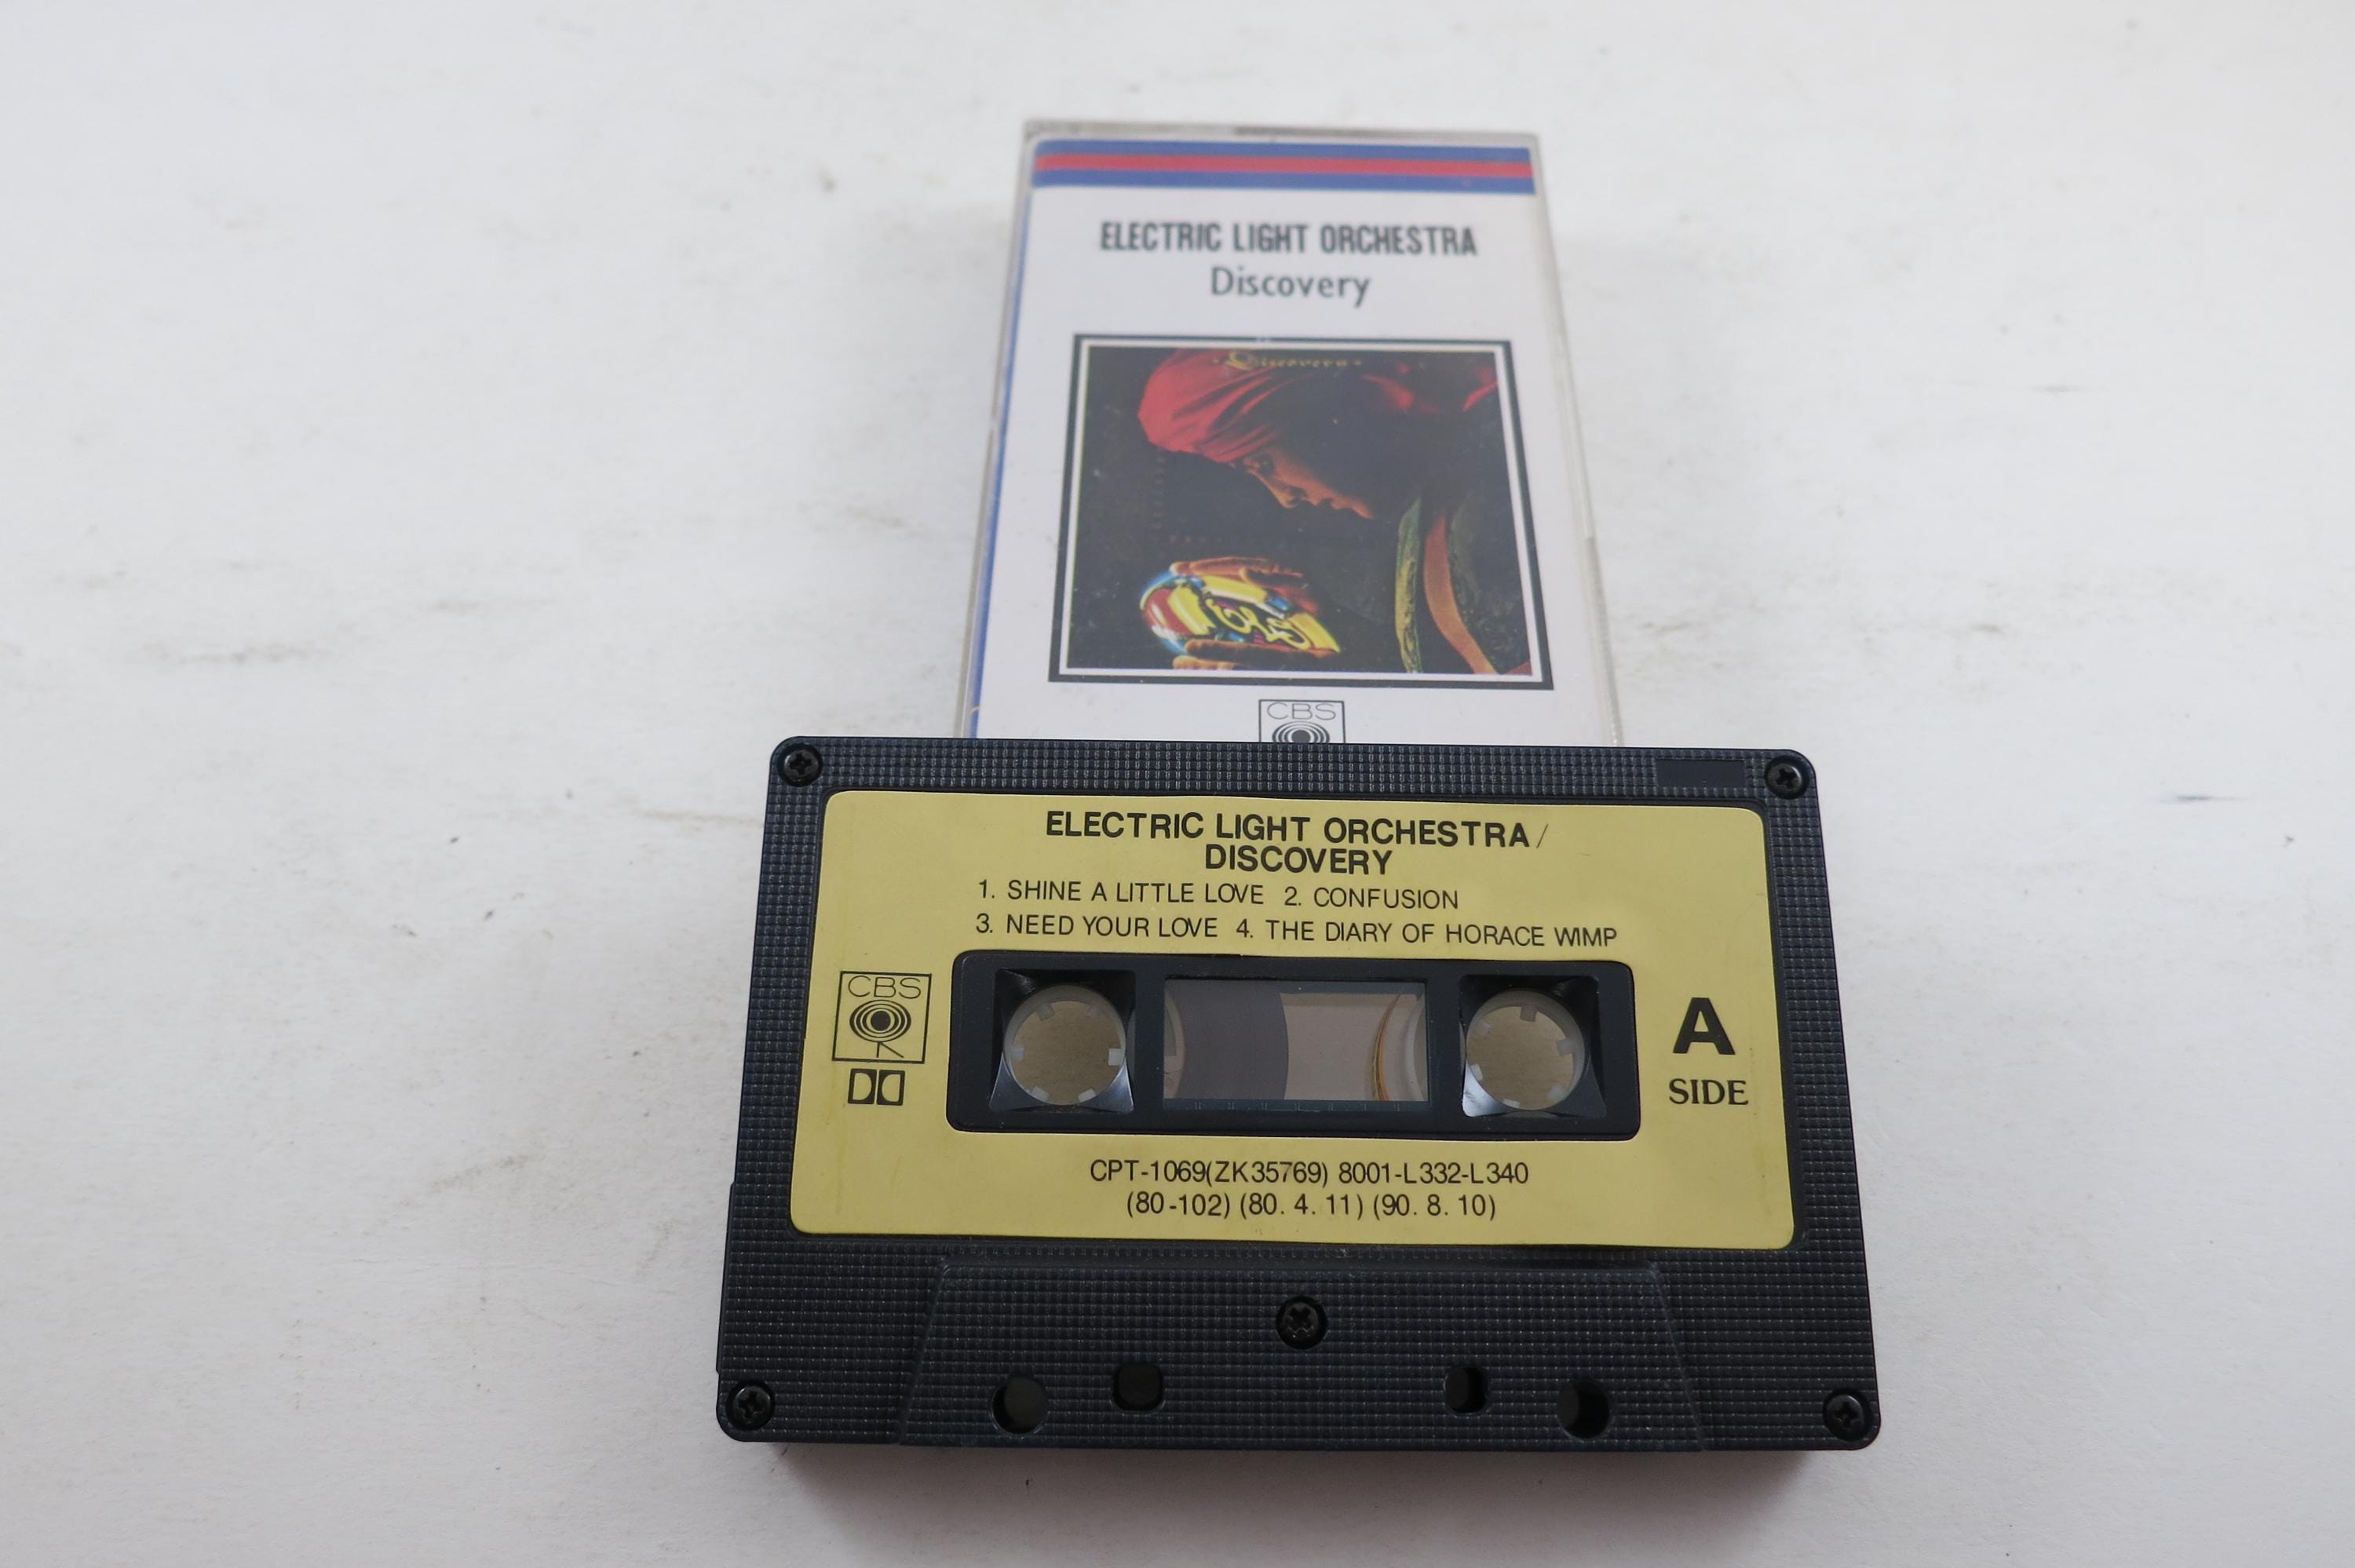 ELECTRIC LIGHT ORCHESTRA
Discovery
Discovery
CBS
ELECTRIC LIGHT ORCHESTRA/
DISCOVERY
1. SHINE A LITTLE LOVE 2. CONFUSION
3. NEED YOUR LOVE 4. THE DIARY OF HORACE WIMP
CBS
A
SIDE
CPT-1069(ZK35769) 8001-L332-L340
(80-102) (80. 4. 11) (90. 8. 10)